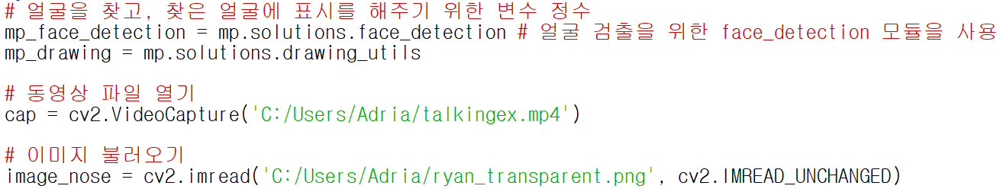 # 얼굴을 찾고, 찾은 얼굴에 표시를 해주기 위한 변수 정수
mp_face_detection = mp.solutions.face_detection # 얼굴 검출을 위한 face_detection 모듈을 사용
mp_drawing = mp.solutions.drawing_utils
# 동영상 파일 열기
cap = cv2.VideoCapture('C:/Users/Adria/talkingex.mp4')
# 이미지 불러오기
image_nose = cv2.imread('C:/Users/Adria/ryan_transparent.png', cv2.IMREAD_UNCHANGED)